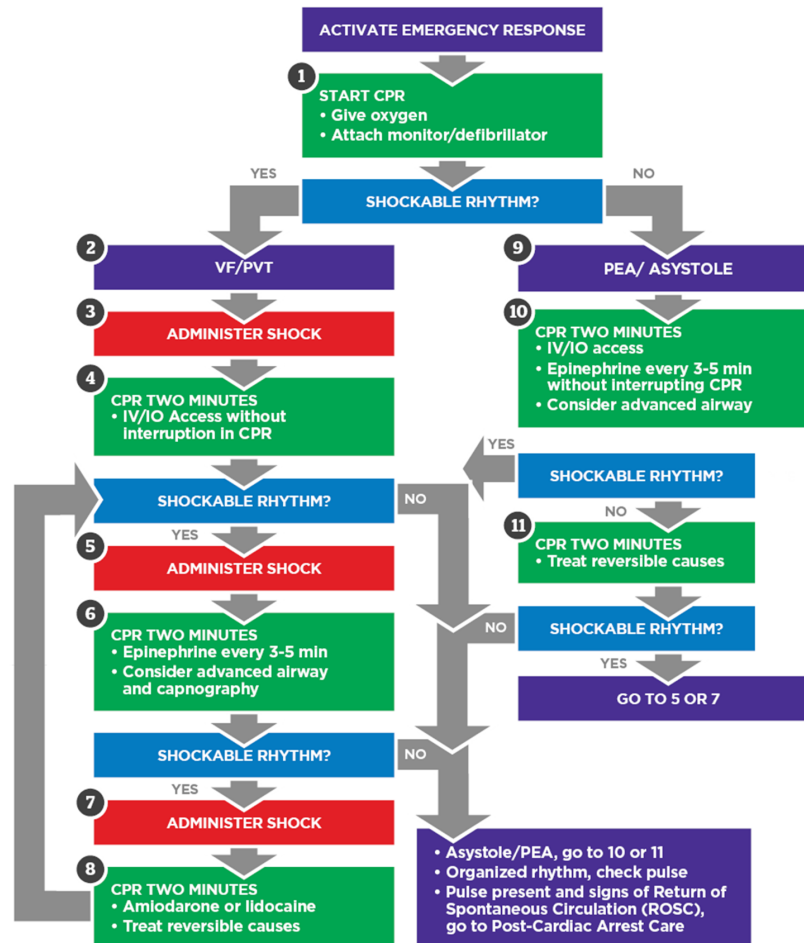 ACTIVATE EMERGENCY RESPONSE
1
START CPR
• Give oxygen
• Attach monitor/defibrillator
YES
NO
SHOCKABLE RHYTHM?
2
VF/PVT
3
ADMINISTER SHOCK
4
CPR TWO MINUTES
• IV/IO Access without
interruption in CPR
SHOCKABLE RHYTHM?
NO
YES
5
ADMINISTER SHOCK
6
CPR TWO MINUTES
• Epinephrine every 3-5 min
• Consider advanced airway
and capnography
SHOCKABLE RHYTHM?
NO
YES
7
ADMINISTER SHOCK
8
CPR TWO MINUTES
• Amiodarone or lidocaine
• Treat reversible causes
9
PEA/ ASYSTOLE
10
CPR TWO MINUTES
• IV/IO access
• Epinephrine every 3-5 min
without interrupting CPR
• Consider advanced airway
YES
SHOCKABLE RHYTHM?
NO
11
CPR TWO MINUTES
• Treat reversible causes
NO
SHOCKABLE RHYTHM?
YES
GO TO 5 OR 7
• Asystole/PEA, go to 10 or 11
• Organized rhythm, check pulse
• Pulse present and signs of Return of
Spontaneous Circulation (ROSC),
go to Post-Cardiac Arrest Care